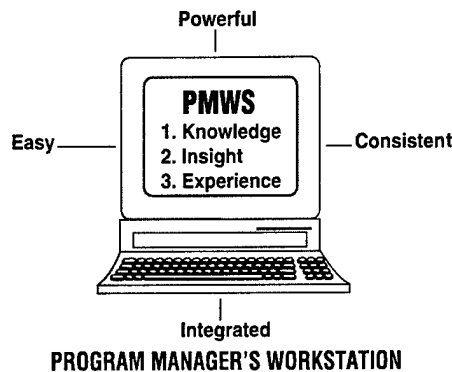 Powerful
PMWS
1. Knowledge
Easy
2. Insight
Consistent
3. Experience
Integrated
PROGRAM MANAGER'S WORKSTATION